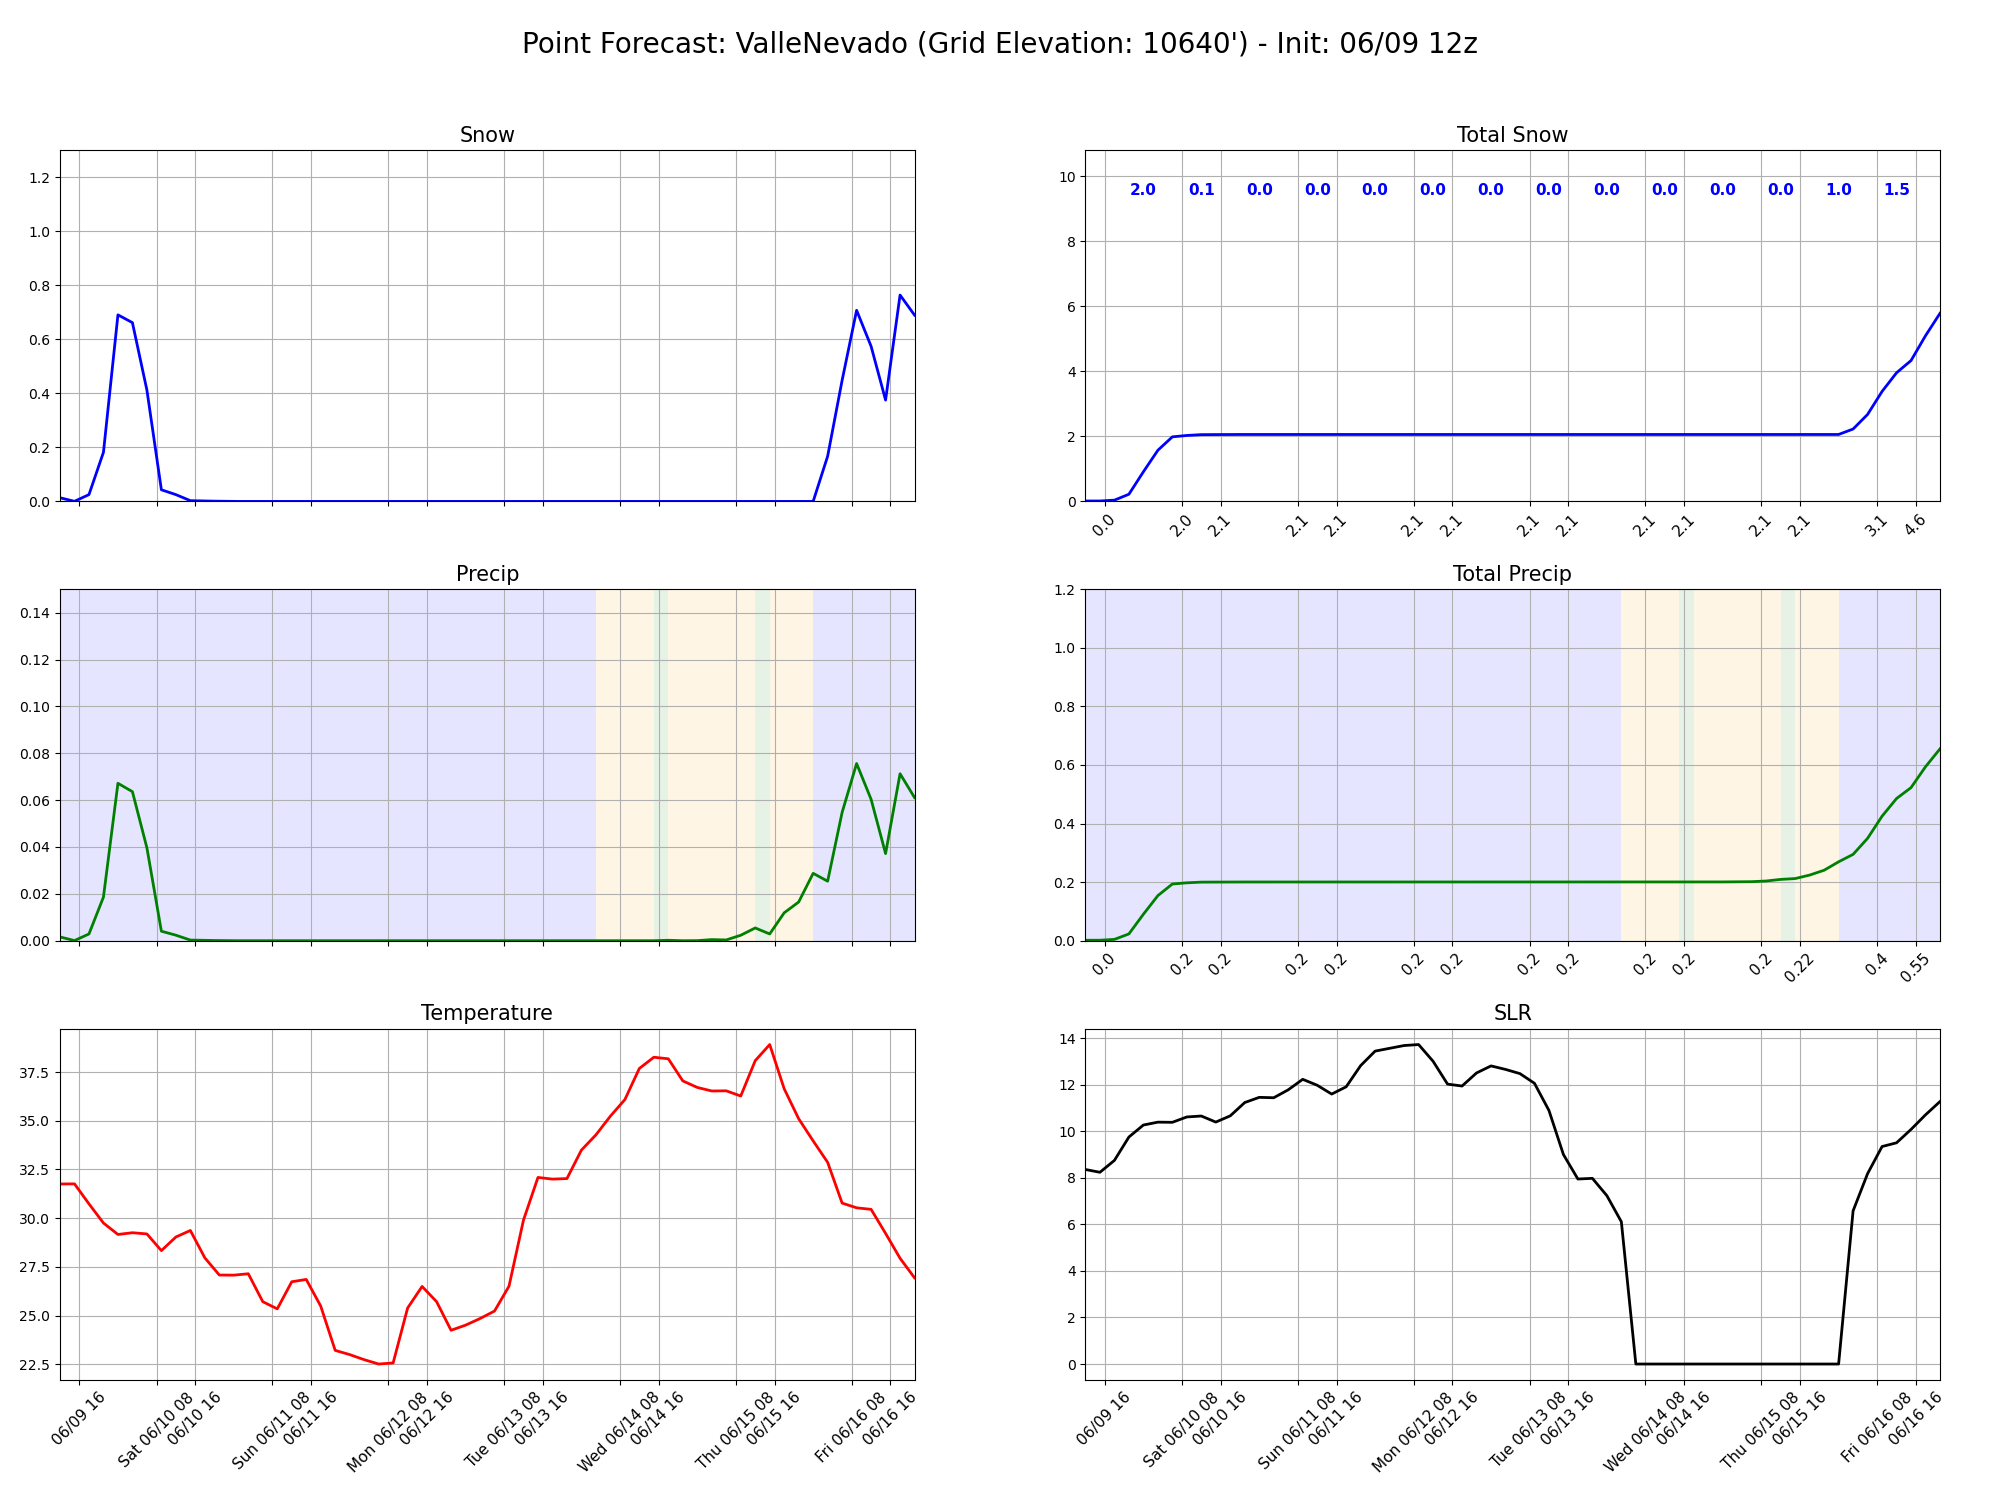 Point Forecast: ValleNevado (Grid Elevation: 10640') - Init: 06/09 12z
Snow
1.2
1.0
0.8
0.6
0.4
0.2
0.0
Total Snow
10
8
6
4
2
0
2.0 0.1 0.0 0.0 0.0 0.0 0.0 0.0 0.0 0.0 0.0 0.0 1.0 1.5
0.0 2.0 2.1 2.1 2.1 2.1 2.1 2.1 2.1 2.1 2.1 2.1 2.1 3.1 4.6
Precip
0.14
0.12
0.10
0.08
0.06
0.04
0.02
0.00
Total Precip
1.2
1.0
0.8
0.6
0.4
0.2
0.0
0.0 0.2 0.2 0.2 0.2 0.2 0.2 0.2 0.2 0.2 0.2 0.2 0.22 0.4 0.55
Temperature
37.5
35.0
32.5
30.0
27.5
25.0
22.5
06/09 16
Sat 06/10 08
06/10 16
Sun 06/11 08
06/11 16
Mon 06/12 08
06/12 16
Tue 06/13 08
06/13 16
Wed 06/14 08
06/14 16
Thu 06/15 08
06/15 16
Fri 06/16 08
06/16 16
SLR
14
12
10
8
6
4
2
0
06/09 16
Sat 06/10 08
06/10 16
Sun 06/11 08
06/11 16
Mon 06/12 08
06/12 16
Tue 06/13 08
06/13 16
Wed 06/14 08
06/14 16
Thu 06/15 08
06/15 16
Fri 06/16 08
06/16 16